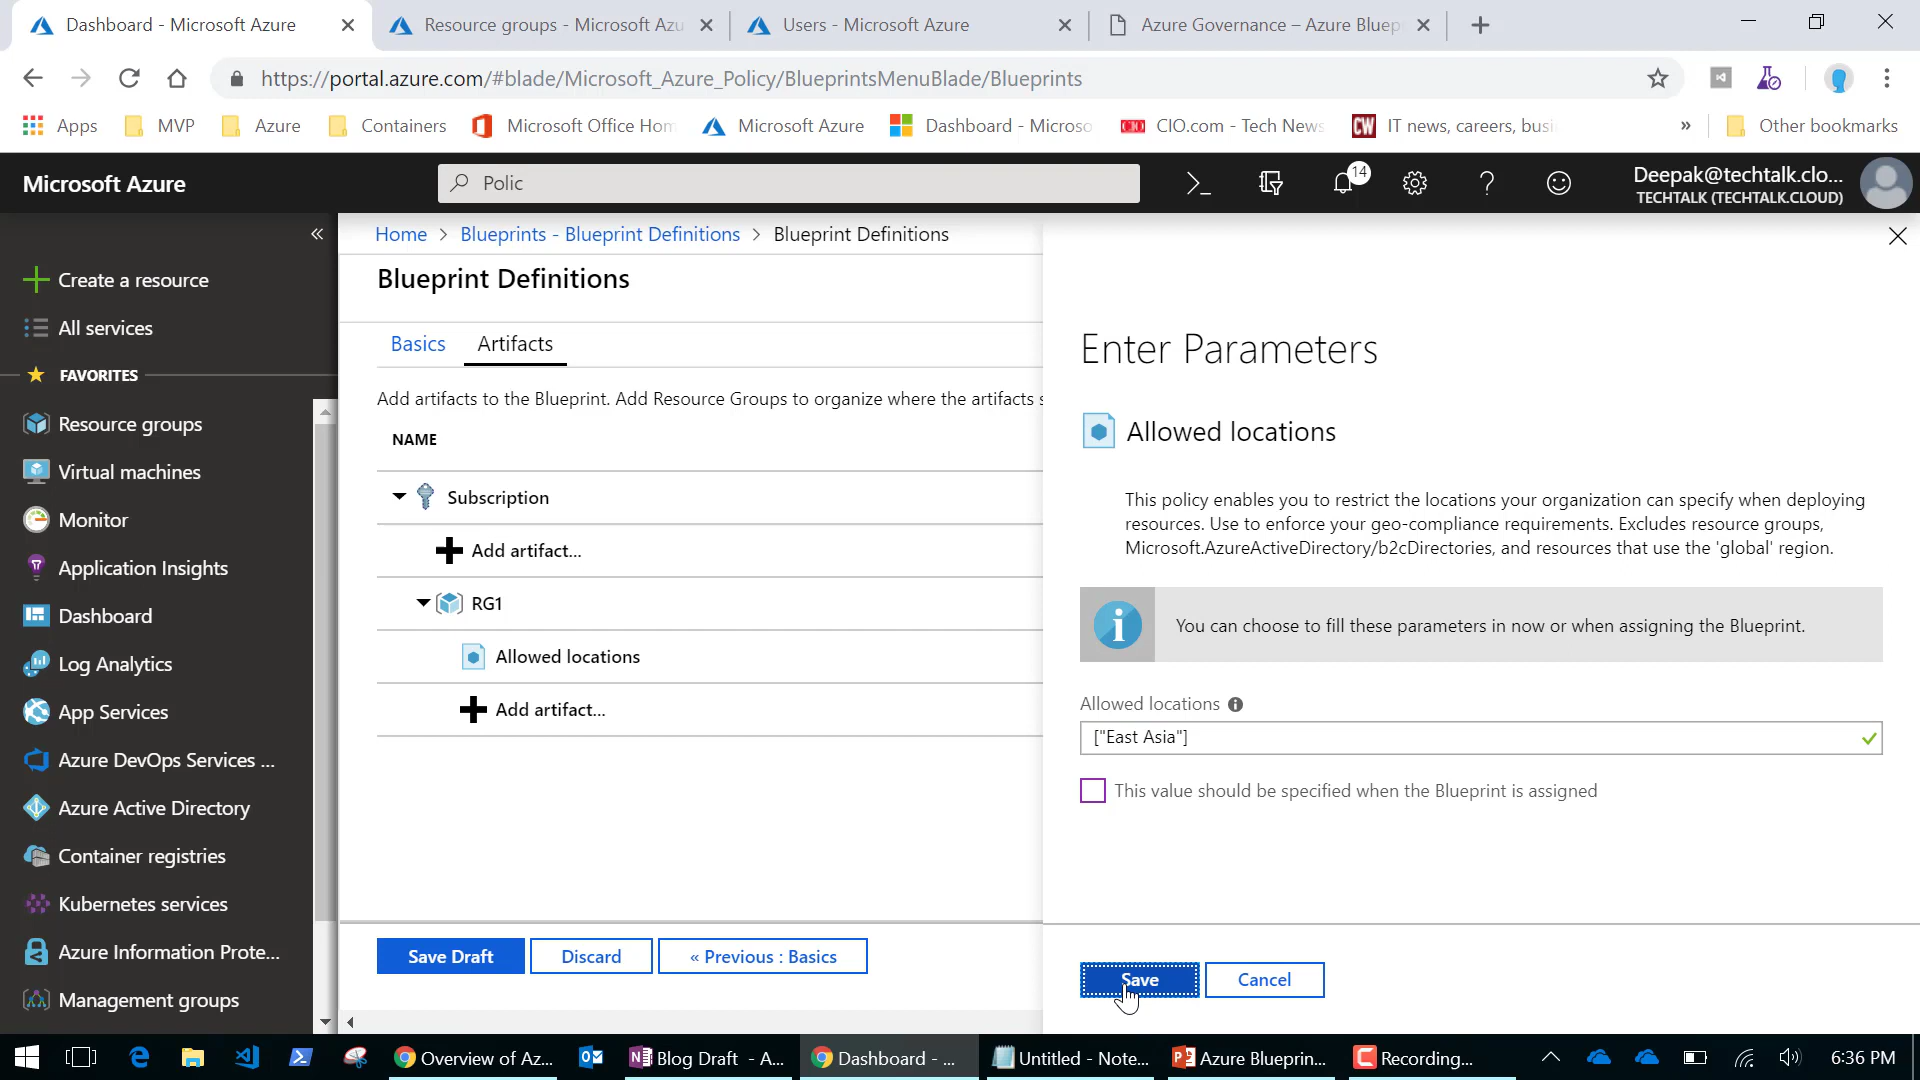 Dashboard - Microsoft Azure
Resource groups - Microsoft Azu
Users - Microsoft Azure
Azure Governance – Azure Bluep
https://portal.azure.com/#blade/Microsoft_Azure_Policy/BlueprintsMenuBlade/Blueprints
Apps
MVP
Azure
Containers
Microsoft Office Hom
Microsoft Azure
Dashboard - Microso
CIO.com - Tech News
CW
IT news, careers, busi
»
Other bookmarks
Microsoft Azure
Polic
14
Deepak@techtalk.clo...
TECHTALK (TECHTALK.CLOUD)
Create a resource
All services
FAVORITES
Resource groups
Virtual machines
Monitor
Application Insights
Dashboard
Log Analytics
App Services
Azure DevOps Services ...
Azure Active Directory
Container registries
Kubernetes services
Azure Information Prote...
Management groups
Home > Blueprints - Blueprint Definitions > Blueprint Definitions
Blueprint Definitions
Basics
Artifacts
Add artifacts to the Blueprint. Add Resource Groups to organize where the artifacts s
NAME
Subscription
Add artifact...
RG1
Allowed locations
Add artifact...
Save Draft
Discard
« Previous : Basics
Enter Parameters
Allowed locations
This policy enables you to restrict the locations your organization can specify when deploying
resources. Use to enforce your geo-compliance requirements. Excludes resource groups,
Microsoft.AzureActiveDirectory/b2cDirectories, and resources that use the 'global' region.
You can choose to fill these parameters in now or when assigning the Blueprint.
Allowed locations
["East Asia"]
This value should be specified when the Blueprint is assigned
Save
Cancel
Overview of Az...
Blog Draft - A...
Dashboard - ...
Untitled - Note...
Azure Blueprin...
Recording...
6:36 PM